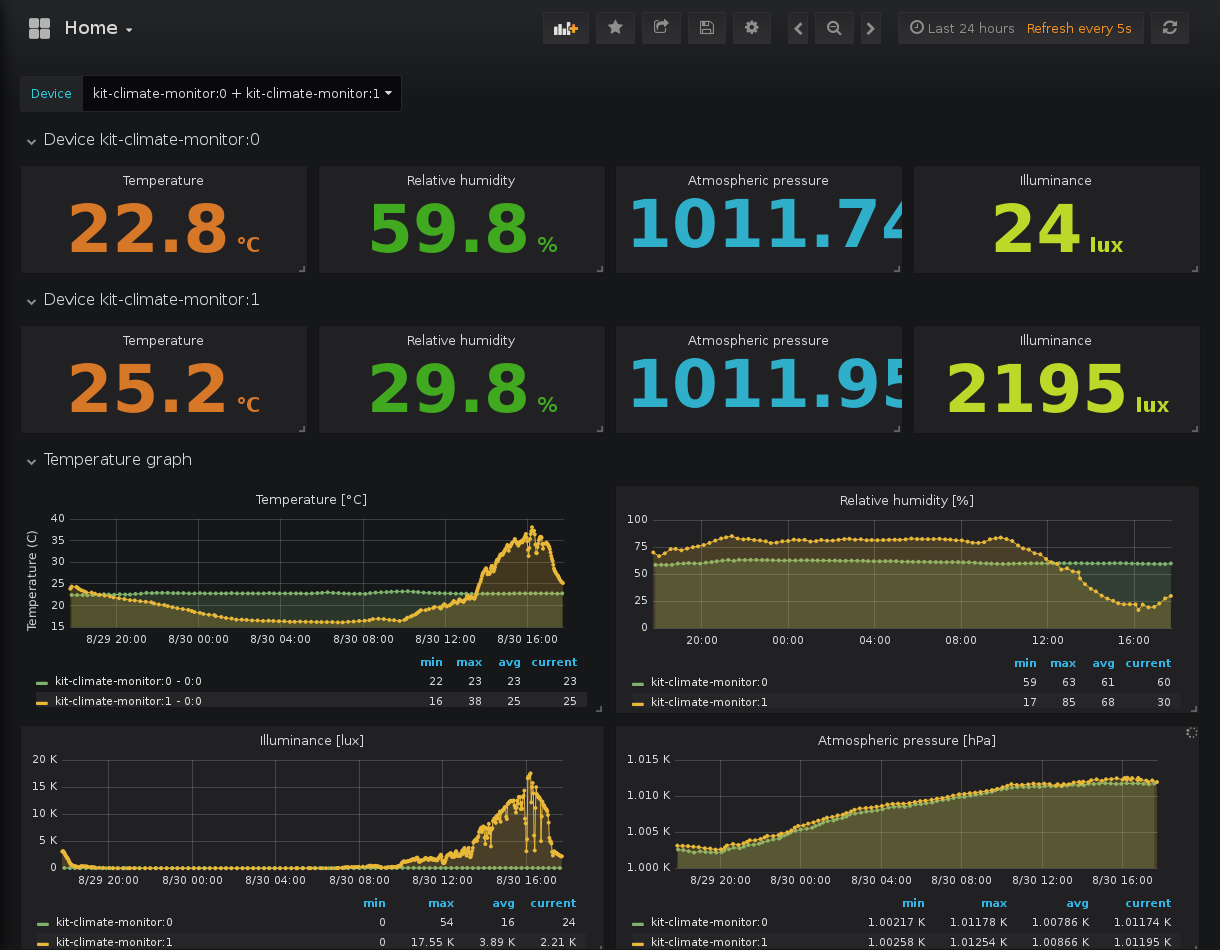 Home
Last 24 hours Refresh every 5s
Device kit-climate-monitor:0 + kit-climate-monitor:1
Device kit-climate-monitor:0
Temperature Relative humidity Atmospheric pressure Illuminance
22.8 °C 59.8 % 1011.74 24 lux
Device kit-climate-monitor:1
Temperature Relative humidity Atmospheric pressure Illuminance
25.2 °C 29.8 % 1011.95 2195 lux
Temperature graph
Temperature [°C]
Temperature (C)
40
35
30
25
20
15
8/29 20:00 8/30 00:00 8/30 04:00 8/30 08:00 8/30 12:00 8/30 16:00
min max avg current
kit-climate-monitor:0 - 0:0 22 23 23 23
kit-climate-monitor:1 - 0:0 16 38 25 25
Relative humidity [%]
100
75
50
25
0
20:00 00:00 04:00 08:00 12:00 16:00
min max avg current
kit-climate-monitor:0 59 63 61 60
kit-climate-monitor:1 17 85 68 30
Illuminance [lux]
20 K
15 K
10 K
5 K
0
8/29 20:00 8/30 00:00 8/30 04:00 8/30 08:00 8/30 12:00 8/30 16:00
min max avg current
kit-climate-monitor:0 0 54 16 24
kit-climate-monitor:1 0 17.55 K 3.89 K 2.21 K
Atmospheric pressure [hPa]
1.015 K
1.010 K
1.005 K
1.000 K
8/29 20:00 8/30 00:00 8/30 04:00 8/30 08:00 8/30 12:00 8/30 16:00
min max avg current
kit-climate-monitor:0 1.00217 K 1.01178 K 1.00786 K 1.01174 K
kit-climate-monitor:1 1.00258 K 1.01254 K 1.00866 K 1.01195 K